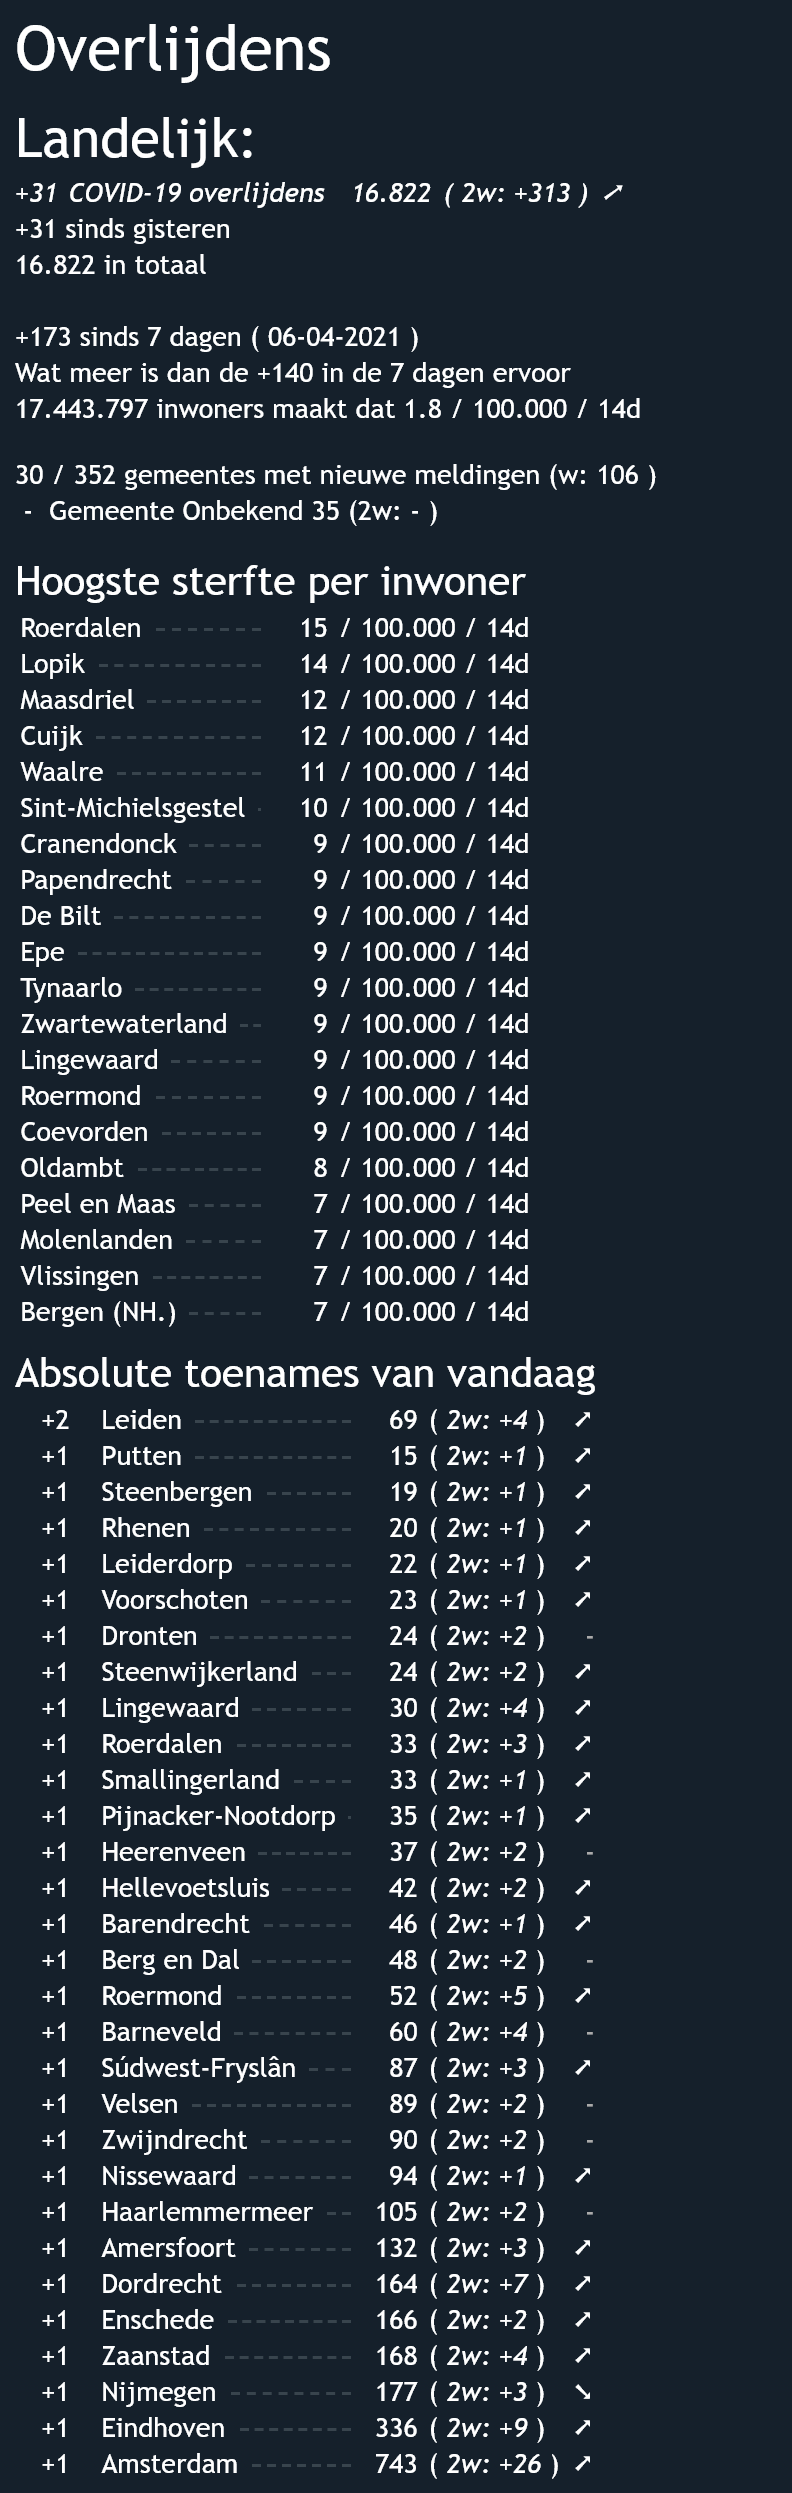 Overlijdens
Landelijk:
+31 COVID-19 overlijdens 16.822 ( 2w: +313 ) ➚
+31 sinds gisteren
16.822 in totaal
+173 sinds 7 dagen ( 06-04-2021 )
Wat meer is dan de +140 in de 7 dagen ervoor
17.443.797 inwoners maakt dat 1.8 / 100.000 / 14d
30 / 352 gemeentes met nieuwe meldingen (w: 106 )
- Gemeente Onbekend 35 (2w: - )
Hoogste sterfte per inwoner
Roerdalen ------- 15 / 100.000 / 14d
Lopik ----------- 14 / 100.000 / 14d
Maasdriel -------- 12 / 100.000 / 14d
Cuijk ----------- 12 / 100.000 / 14d
Waalre ---------- 11 / 100.000 / 14d
Sint-Michielsgestel - 10 / 100.000 / 14d
Cranendonck ----- 9 / 100.000 / 14d
Papendrecht ----- 9 / 100.000 / 14d
De Bilt ---------- 9 / 100.000 / 14d
Epe ------------- 9 / 100.000 / 14d
Tynaarlo --------- 9 / 100.000 / 14d
Zwartewaterland -- 9 / 100.000 / 14d
Lingewaard ------ 9 / 100.000 / 14d
Roermond ------- 9 / 100.000 / 14d
Coevorden ------- 9 / 100.000 / 14d
Oldambt --------- 8 / 100.000 / 14d
Peel en Maas ----- 7 / 100.000 / 14d
Molenlanden ----- 7 / 100.000 / 14d
Vlissingen -------- 7 / 100.000 / 14d
Bergen (NH.) ----- 7 / 100.000 / 14d
Absolute toenames van vandaag
+2 Leiden ----------- 69 ( 2w: +4 ) ➚
+1 Putten ----------- 15 ( 2w: +1 ) ➚
+1 Steenbergen ------ 19 ( 2w: +1 ) ➚
+1 Rhenen ---------- 20 ( 2w: +1 ) ➚
+1 Leiderdorp ------- 22 ( 2w: +1 ) ➚
+1 Voorschoten ------ 23 ( 2w: +1 ) ➚
+1 Dronten ---------- 24 ( 2w: +2 ) -
+1 Steenwijkerland --- 24 ( 2w: +2 ) ➚
+1 Lingewaard ------- 30 ( 2w: +4 ) ➚
+1 Roerdalen -------- 33 ( 2w: +3 ) ➚
+1 Smallingerland ---- 33 ( 2w: +1 ) ➚
+1 Pijnacker-Nootdorp - 35 ( 2w: +1 ) ➚
+1 Heerenveen ------- 37 ( 2w: +2 ) -
+1 Hellevoetsluis ----- 42 ( 2w: +2 ) ➚
+1 Barendrecht ------ 46 ( 2w: +1 ) ➚
+1 Berg en Dal ------- 48 ( 2w: +2 ) -
+1 Roermond -------- 52 ( 2w: +5 ) ➚
+1 Barneveld -------- 60 ( 2w: +4 ) -
+1 Súdwest-Fryslân --- 87 ( 2w: +3 ) ➚
+1 Velsen ----------- 89 ( 2w: +2 ) -
+1 Zwijndrecht ------ 90 ( 2w: +2 ) -
+1 Nissewaard ------- 94 ( 2w: +1 ) ➚
+1 Haarlemmermeer -- 105 ( 2w: +2 ) -
+1 Amersfoort ------- 132 ( 2w: +3 ) ➚
+1 Dordrecht -------- 164 ( 2w: +7 ) ➚
+1 Enschede --------- 166 ( 2w: +2 ) ➚
+1 Zaanstad --------- 168 ( 2w: +4 ) ➚
+1 Nijmegen -------- 177 ( 2w: +3 ) ➘
+1 Eindhoven -------- 336 ( 2w: +9 ) ➚
+1 Amsterdam ------- 743 ( 2w: +26 ) ➚